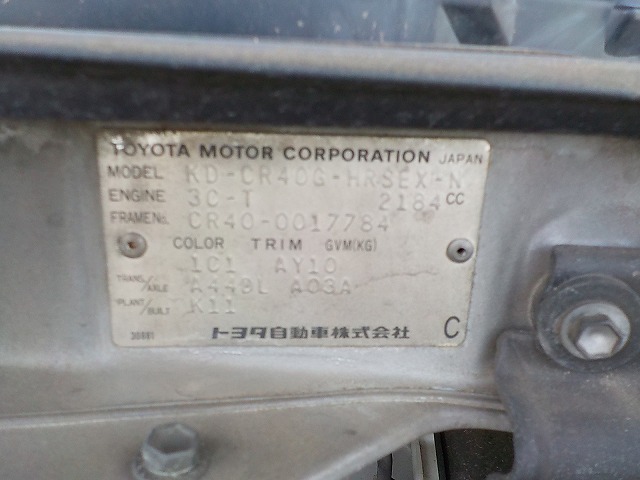 TOYOTA MOTOR CORPORATION JAPAN
MODEL KD-CR40G-HRSEX-N
ENGINE 3C-T 2184 CC
FRAME No. CR40-0017784
COLOR TRIM GVM(KG)
1C1 AY10
TRANS./AXLE A449L A03A
PLANT/BUILT K11
トヨタ自動車株式会社 C